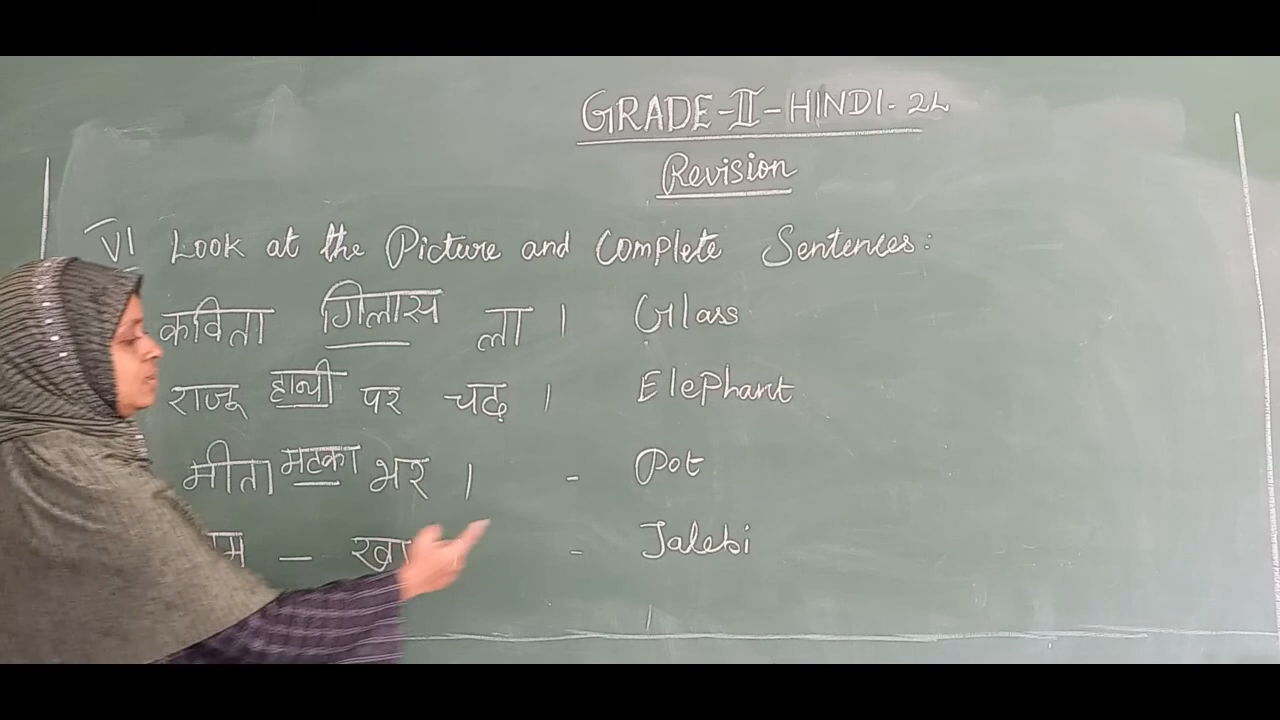 GRADE-II-HINDI-2L
Revision
VI Look at the Picture and Complete Sentences:
कविता गिलास ला । Glass
राजू हाथी पर चढ़ । Elephant
मीता मटका भर । - Pot
— खा - Jalebi